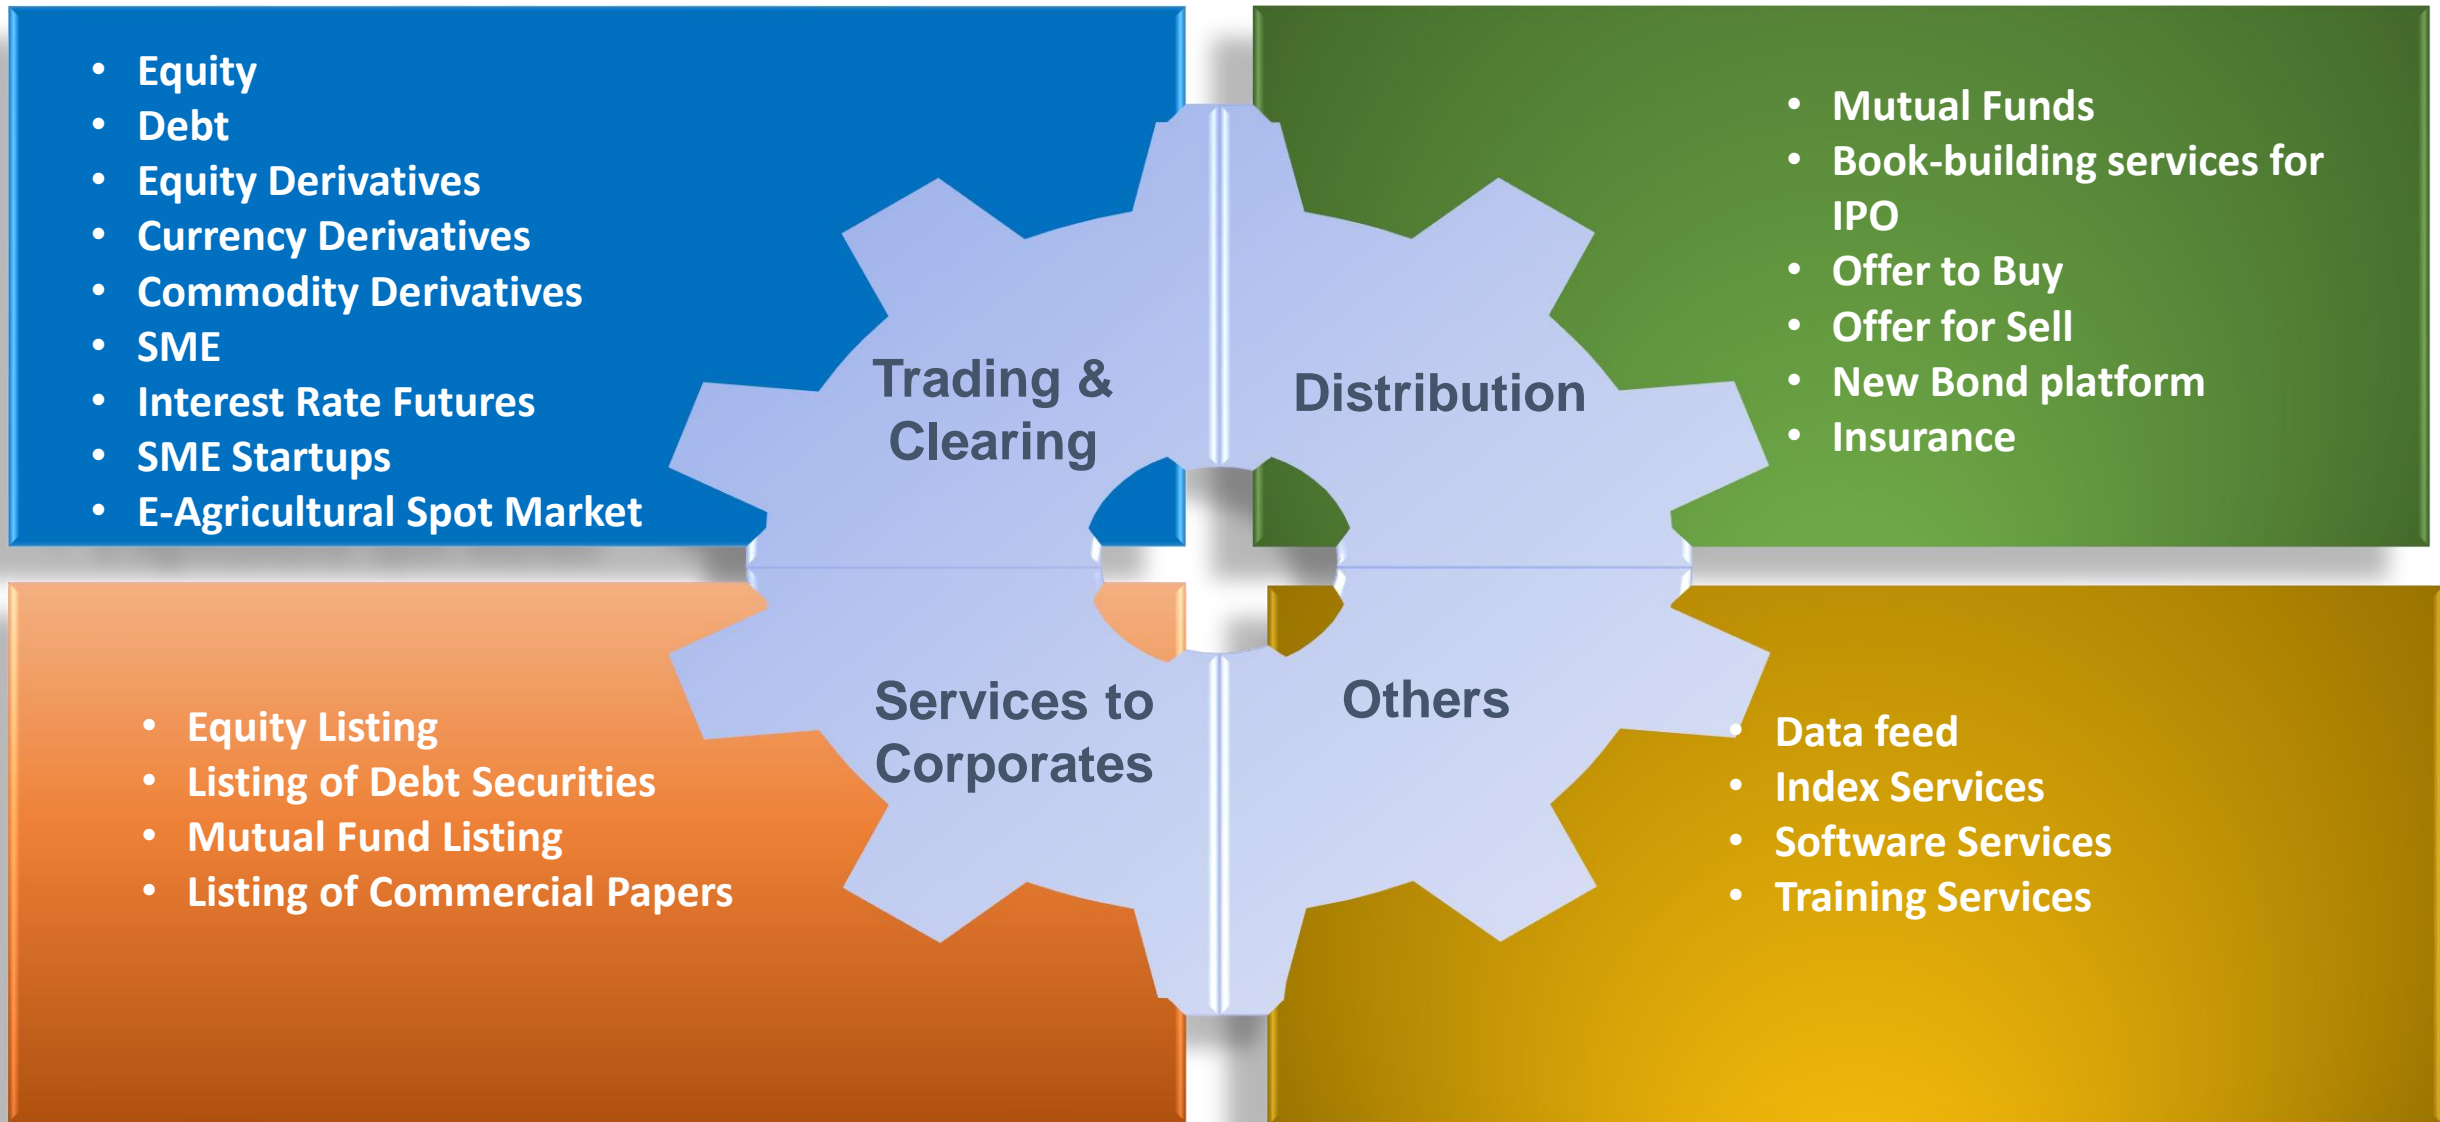 • Equity
• Debt
• Equity Derivatives
• Currency Derivatives
• Commodity Derivatives
• SME
• Interest Rate Futures
• SME Startups
• E-Agricultural Spot Market
Trading &
Clearing
Distribution
• Mutual Funds
• Book-building services for
IPO
• Offer to Buy
• Offer for Sell
• New Bond platform
• Insurance
• Equity Listing
• Listing of Debt Securities
• Mutual Fund Listing
• Listing of Commercial Papers
Services to
Corporates
Others
• Data feed
• Index Services
• Software Services
• Training Services